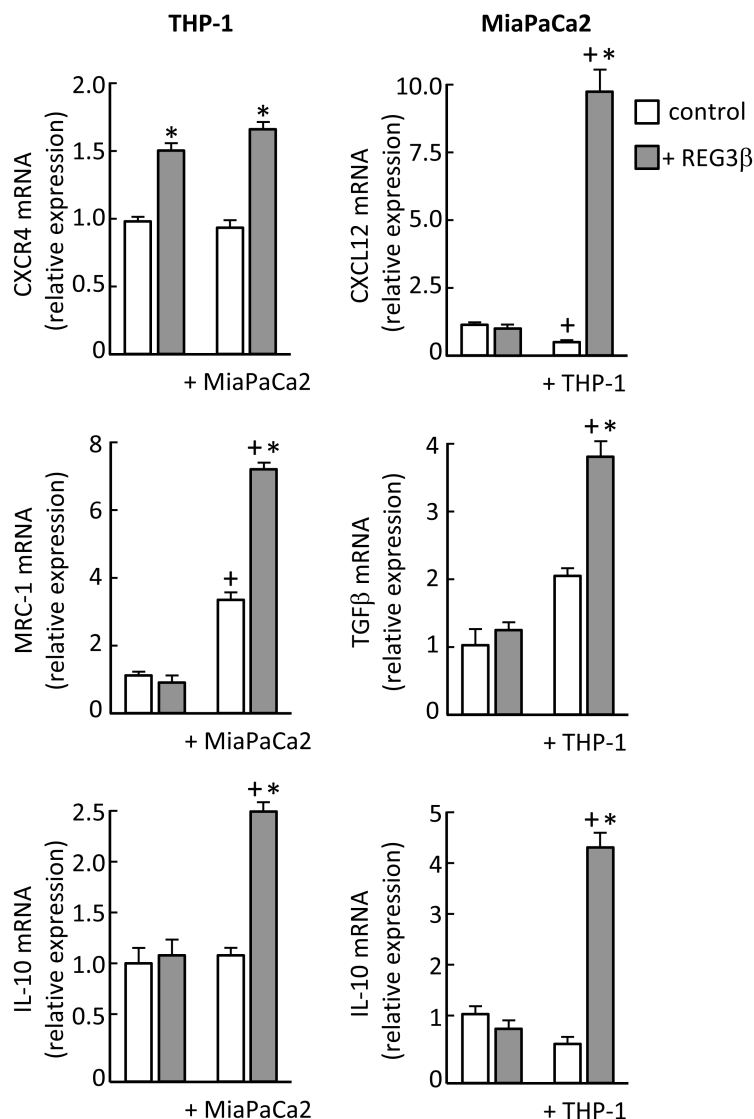 THP-1
CXCR4 mRNA
(relative expression)
2.0
1.5
1.0
0.5
0
*
*
+ MiaPaCa2
MiaPaCa2
CXCL12 mRNA
(relative expression)
10.0
7.5
5.0
2.5
0
+
+ *
+ THP-1
control
+ REG3β
MRC-1 mRNA
(relative expression)
8
6
4
2
0
+
+ *
+ MiaPaCa2
TGFβ mRNA
(relative expression)
4
3
2
1
0
+ *
+ THP-1
IL-10 mRNA
(relative expression)
2.5
2.0
1.5
1.0
0.5
0
+ *
+ MiaPaCa2
IL-10 mRNA
(relative expression)
5
4
2
1
0
+ *
+ THP-1